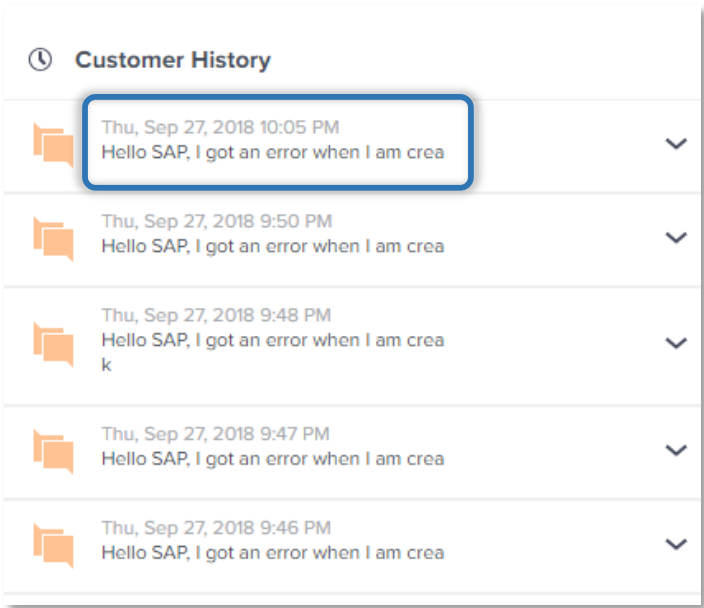 Customer History
Thu, Sep 27, 2018 10:05 PM
Hello SAP, I got an error when I am crea
Thu, Sep 27, 2018 9:50 PM
Hello SAP, I got an error when I am crea
Thu, Sep 27, 2018 9:48 PM
Hello SAP, I got an error when I am crea
k
Thu, Sep 27, 2018 9:47 PM
Hello SAP, I got an error when I am crea
Thu, Sep 27, 2018 9:46 PM
Hello SAP, I got an error when I am crea